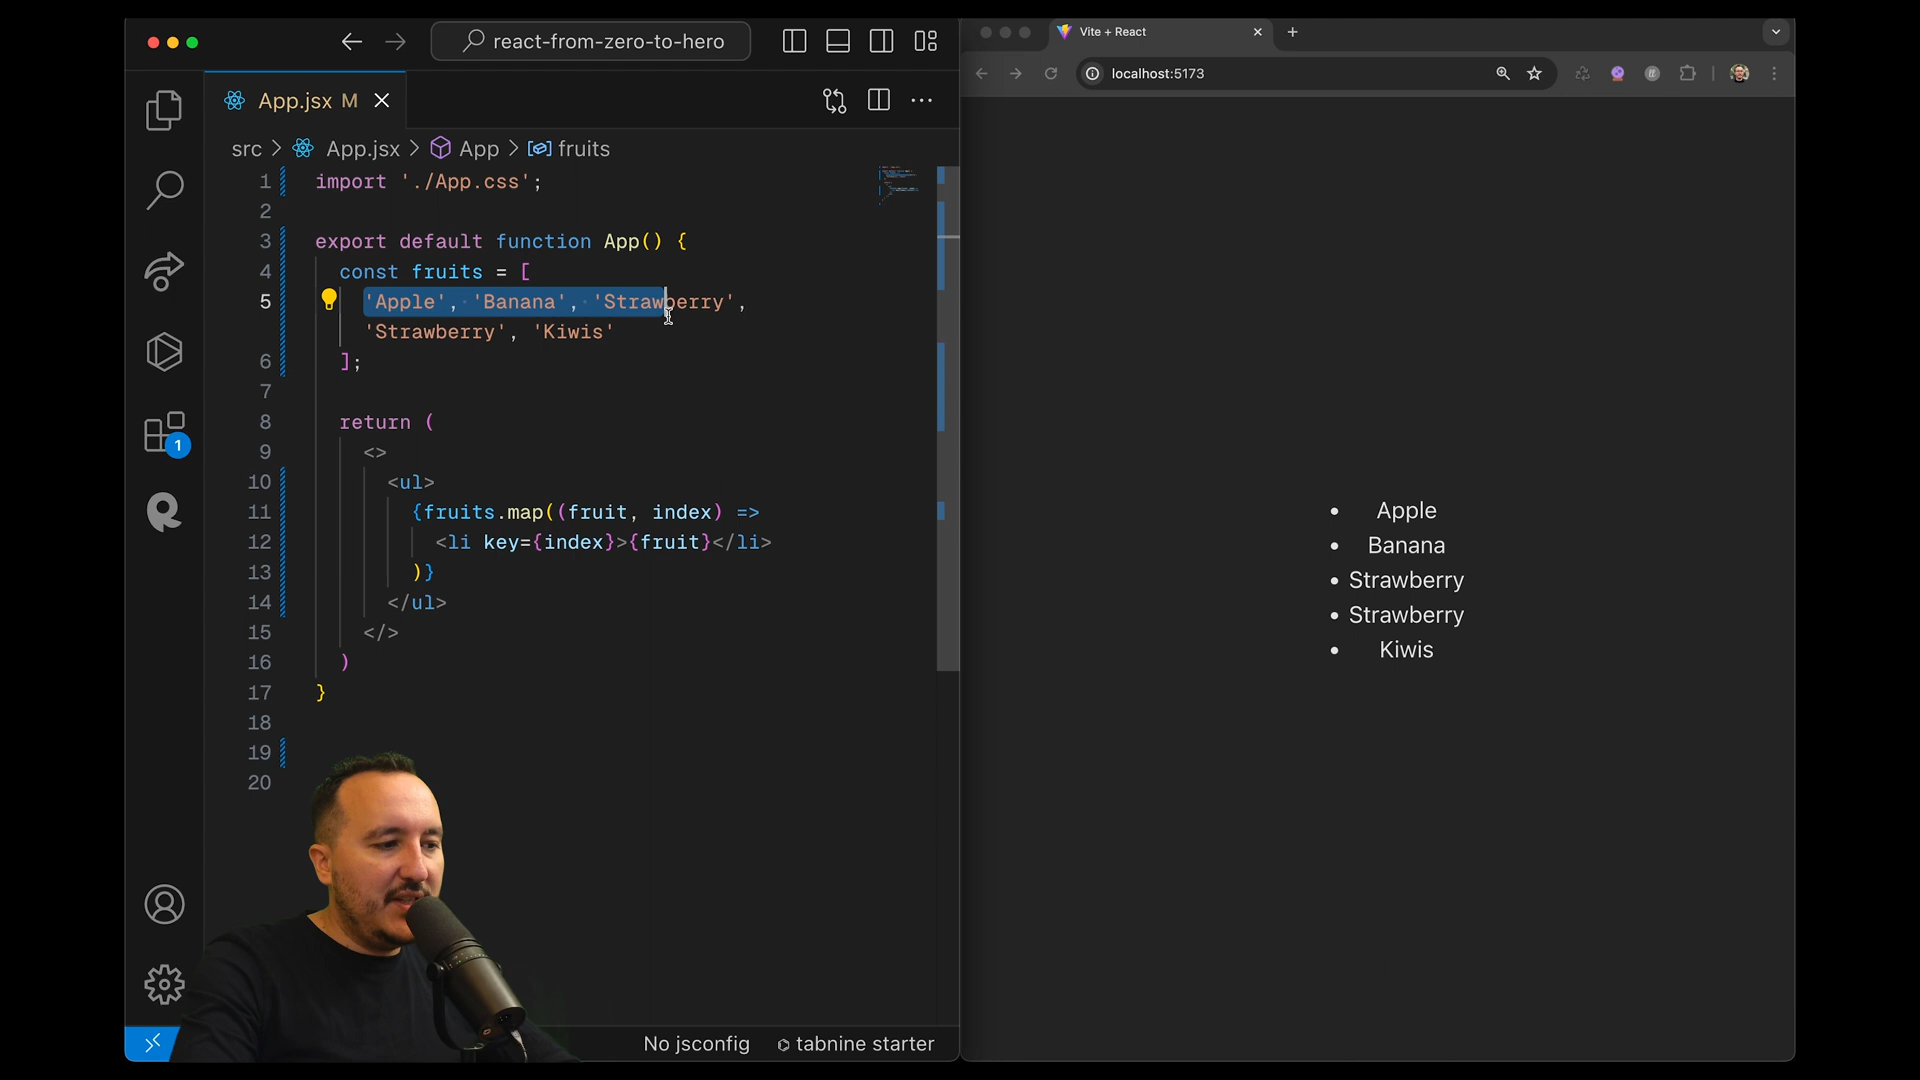 react-from-zero-to-hero
App.jsx M
src > App.jsx > App > fruits
1 import './App.css';
2
3 export default function App() {
4 const fruits = [
5 'Apple', 'Banana', 'Strawberry',
'Strawberry', 'Kiwis'
6 ];
7
8 return (
9 <>
10 <ul>
11 {fruits.map((fruit, index) =>
12 <li key={index}>{fruit}</li>
13 )}
14 </ul>
15 </>
16 )
17 }
18
19
20
1
No jsconfig
tabnine starter
Vite + React
localhost:5173
• Apple
• Banana
• Strawberry
• Strawberry
• Kiwis